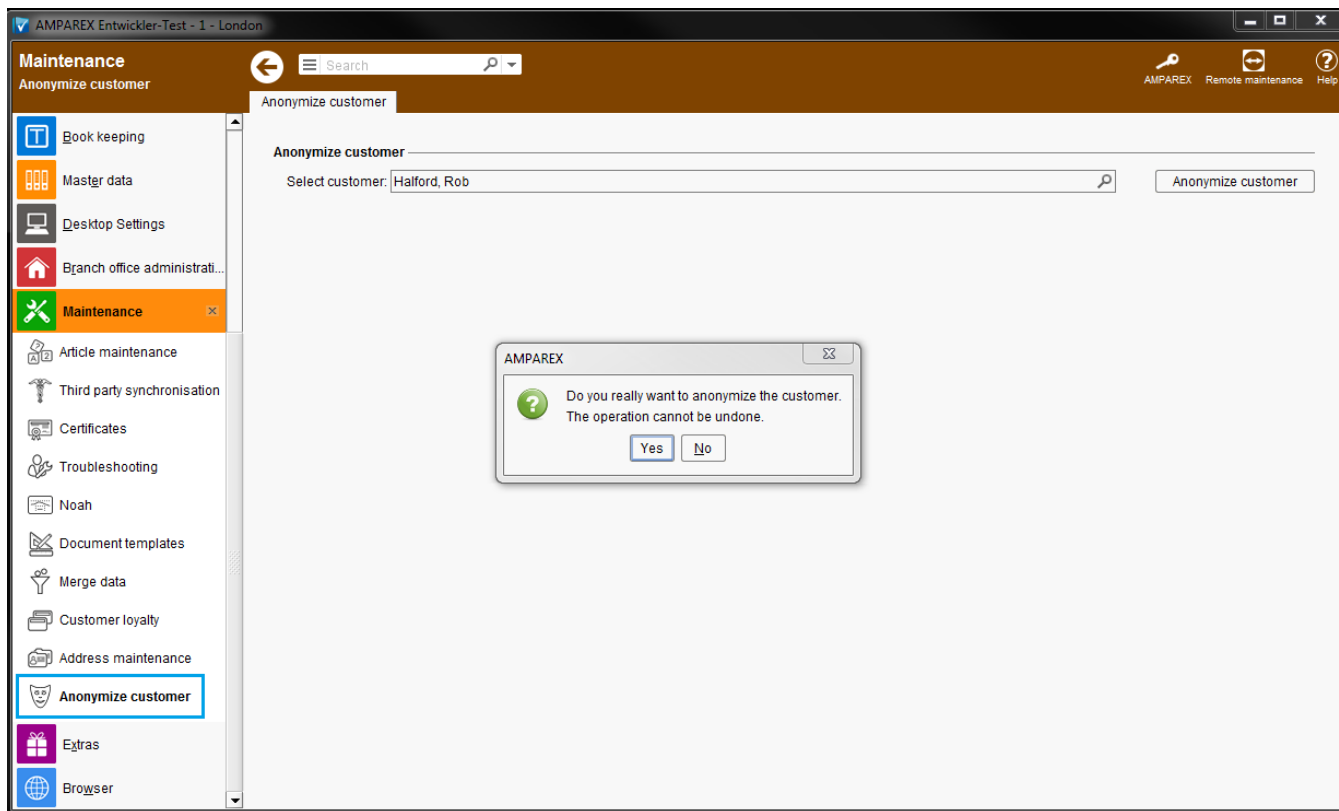 AMPAREX Entwickler-Test - 1 - London
Maintenance
Anonymize customer
Search
AMPAREX
Remote maintenance
Help
Anonymize customer
Book keeping
Master data
Desktop Settings
Branch office administrati...
Maintenance
Article maintenance
Third party synchronisation
Certificates
Troubleshooting
Noah
Document templates
Merge data
Customer loyalty
Address maintenance
Anonymize customer
Extras
Browser
Anonymize customer
Select customer: Halford, Rob
Anonymize customer
AMPAREX
Do you really want to anonymize the customer.
The operation cannot be undone.
Yes
No